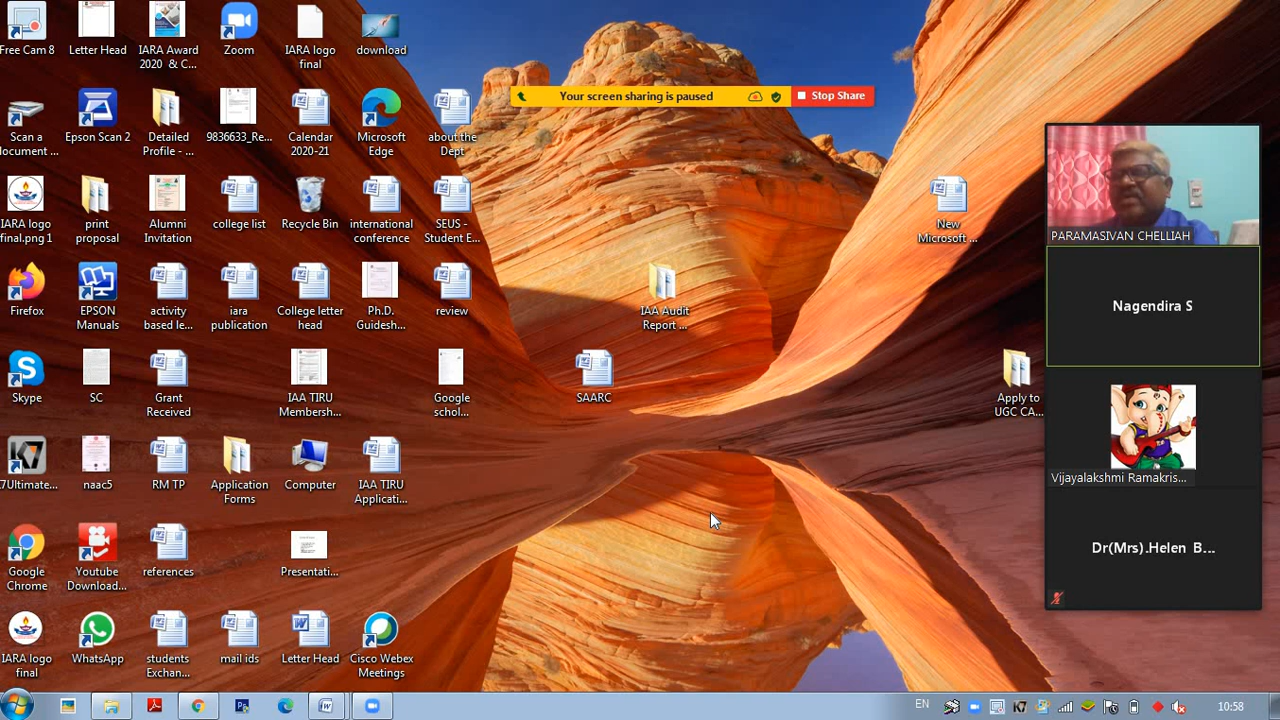 Free Cam 8
Letter Head
IARA Award
2020 & C...
Zoom
IARA logo
final
download
Your screen sharing is paused
Stop Share
Scan a
document ...
Epson Scan 2
Detailed
Profile - ...
9836633_Re...
Calendar
2020-21
Microsoft
Edge
about the
Dept
IARA logo
final.png 1
print
proposal
Alumni
Invitation
college list
Recycle Bin
international
conference
SEUS -
Student E...
New
Microsoft ...
PARAMASIVAN CHELLIAH
Firefox
EPSON
Manuals
activity
based le...
iara
publication
College letter
head
Ph.D.
Guidesh...
review
IAA Audit
Report ...
Nagendira S
Skype
SC
Grant
Received
IAA TIRU
Membersh...
Google
schol...
SAARC
Apply to
UGC CA...
K7Ultimate...
naac5
RM TP
Application
Forms
Computer
IAA TIRU
Applicati...
Vijayalakshmi Ramakris...
Google
Chrome
Youtube
Download...
references
Presentati...
Dr(Mrs).Helen B...
IARA logo
final
WhatsApp
students
Exchan...
mail ids
Letter Head
Cisco Webex
Meetings
EN
K7
10:58